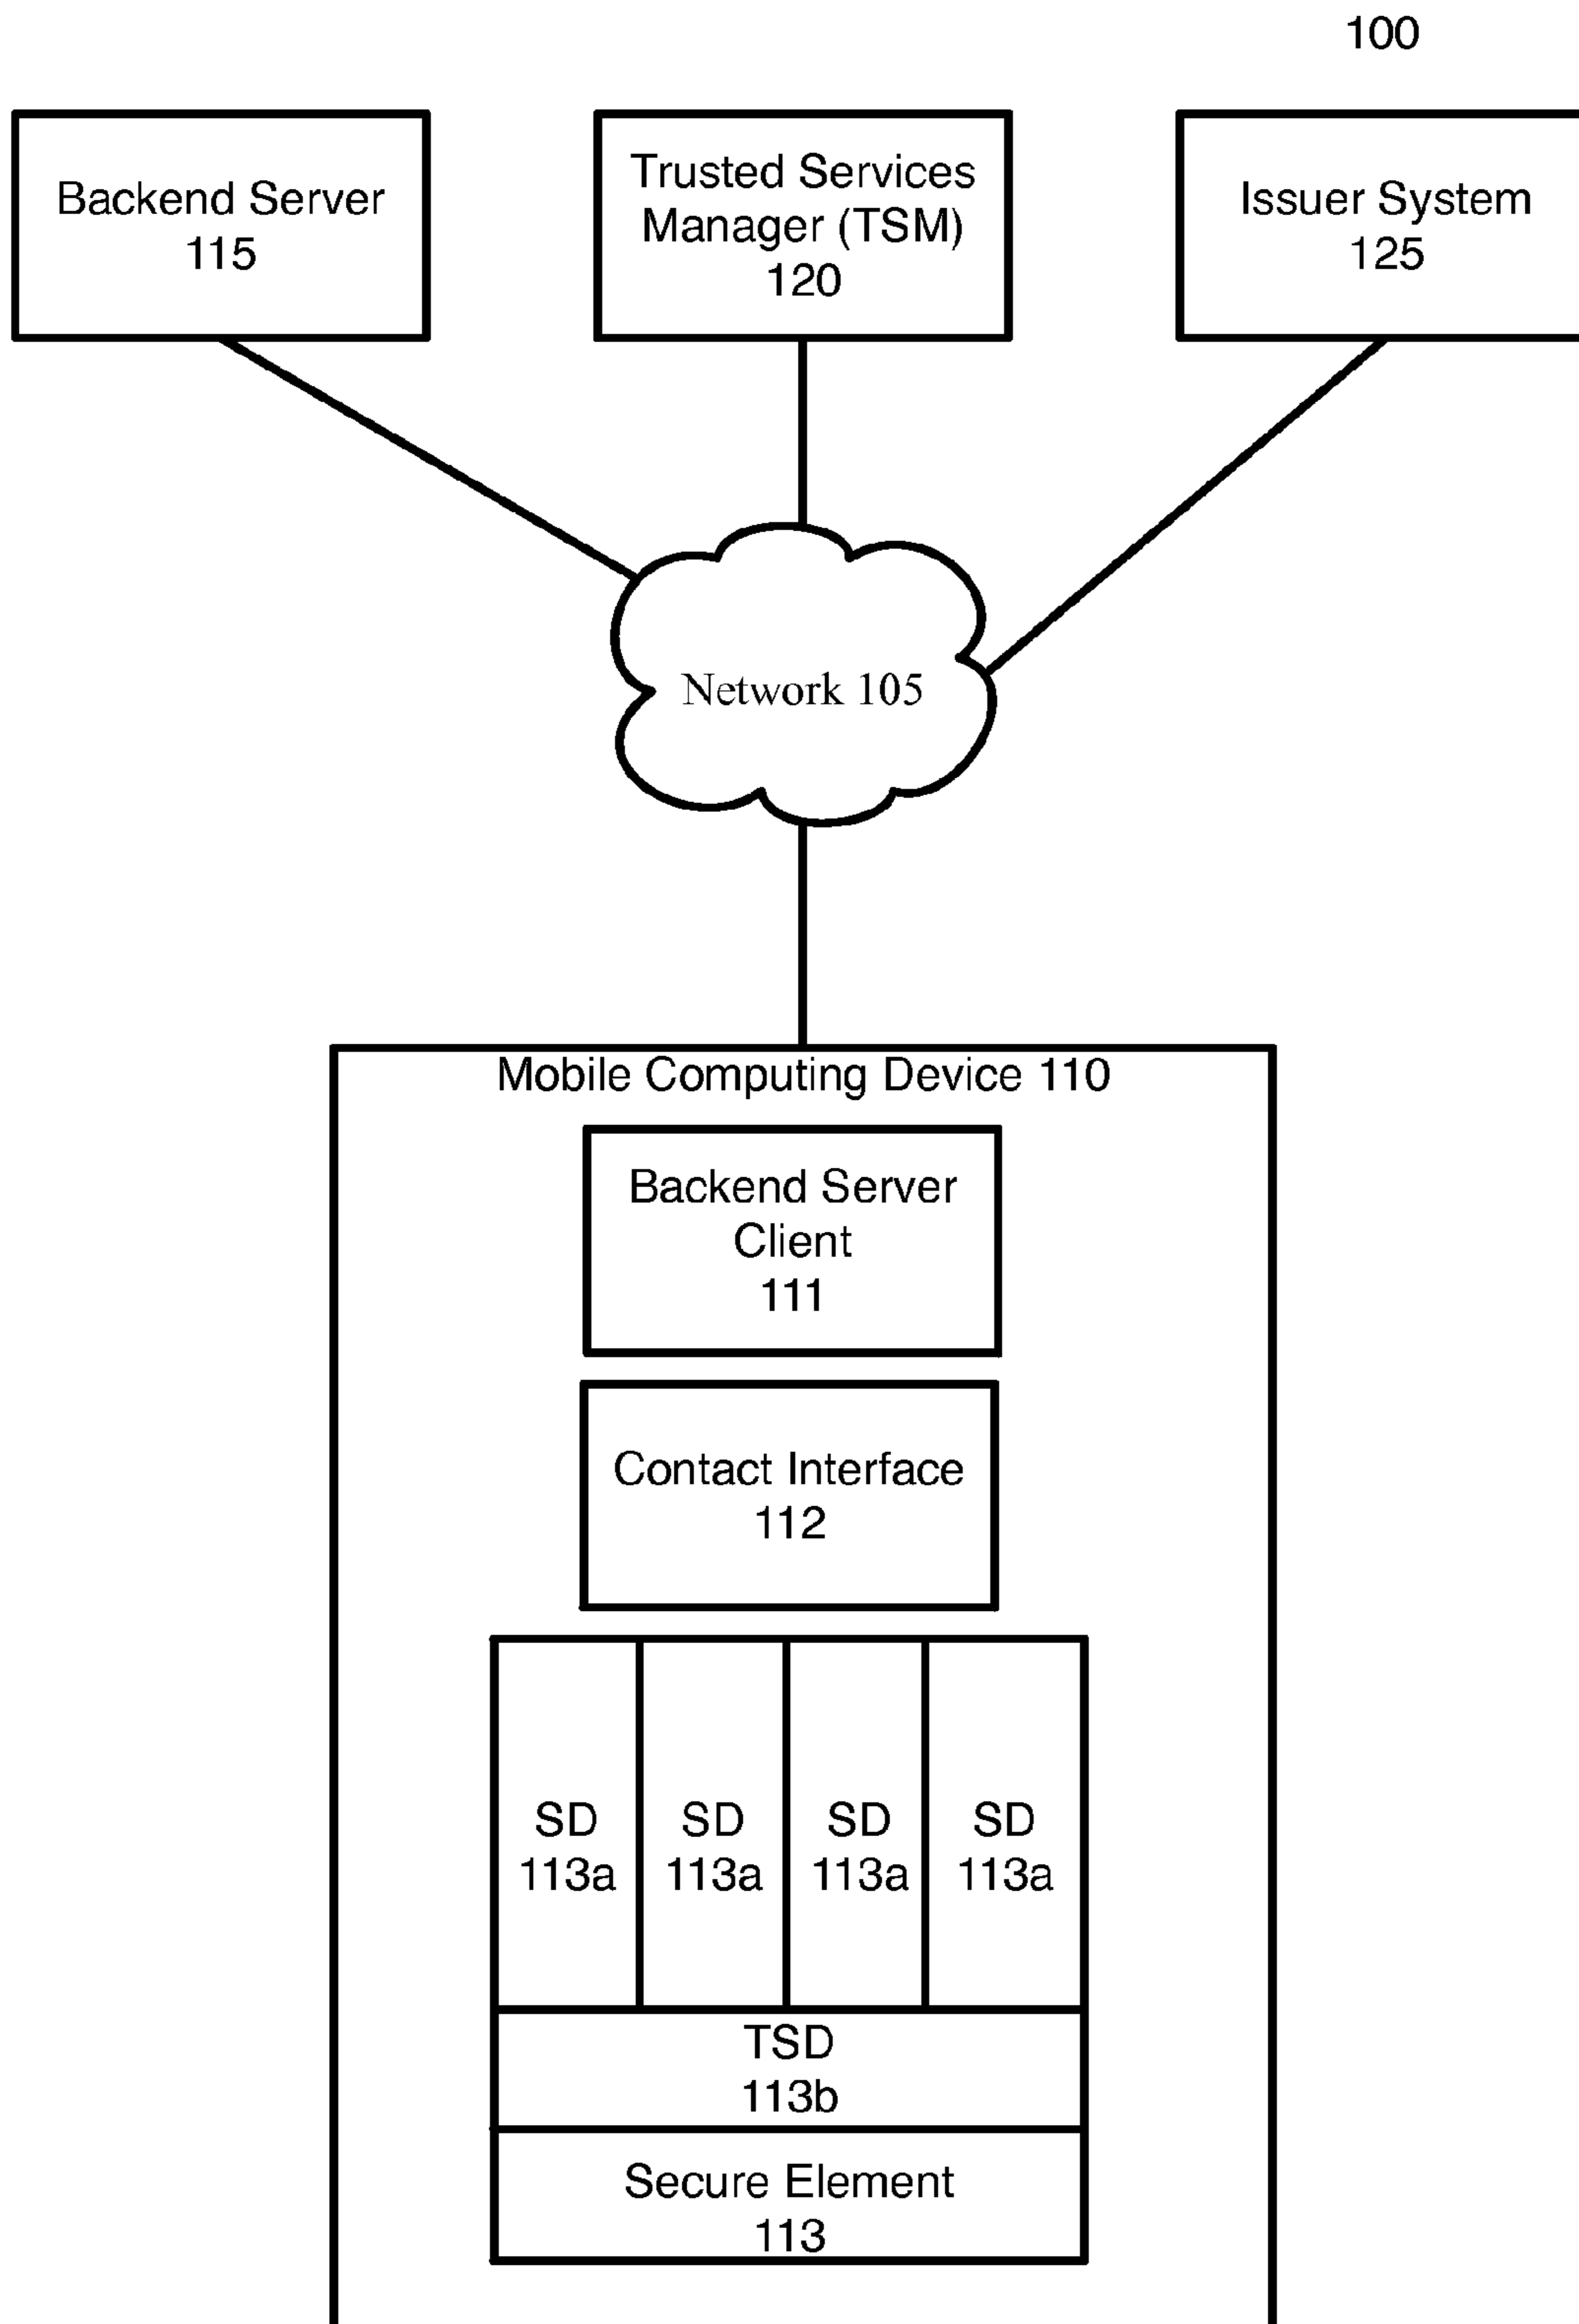 100
Backend Server
115
Trusted Services
Manager (TSM)
120
Issuer System
125
Network 105
Mobile Computing Device 110
Backend Server
Client
111
Contact Interface
112
SD
113a
SD
113a
SD
113a
SD
113a
TSD
113b
Secure Element
113